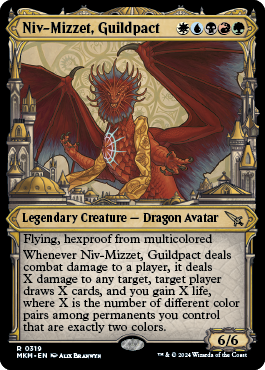 Niv-Mizzet, Guildpact
Legendary Creature — Dragon Avatar
Flying, hexproof from multicolored
Whenever Niv-Mizzet, Guildpact deals
combat damage to a player, it deals
X damage to any target, target player
draws X cards, and you gain X life,
where X is the number of different color
pairs among permanents you control
that are exactly two colors.
6/6
R 0319
MKM • EN Alix Branwyn
™ & © 2024 Wizards of the Coast